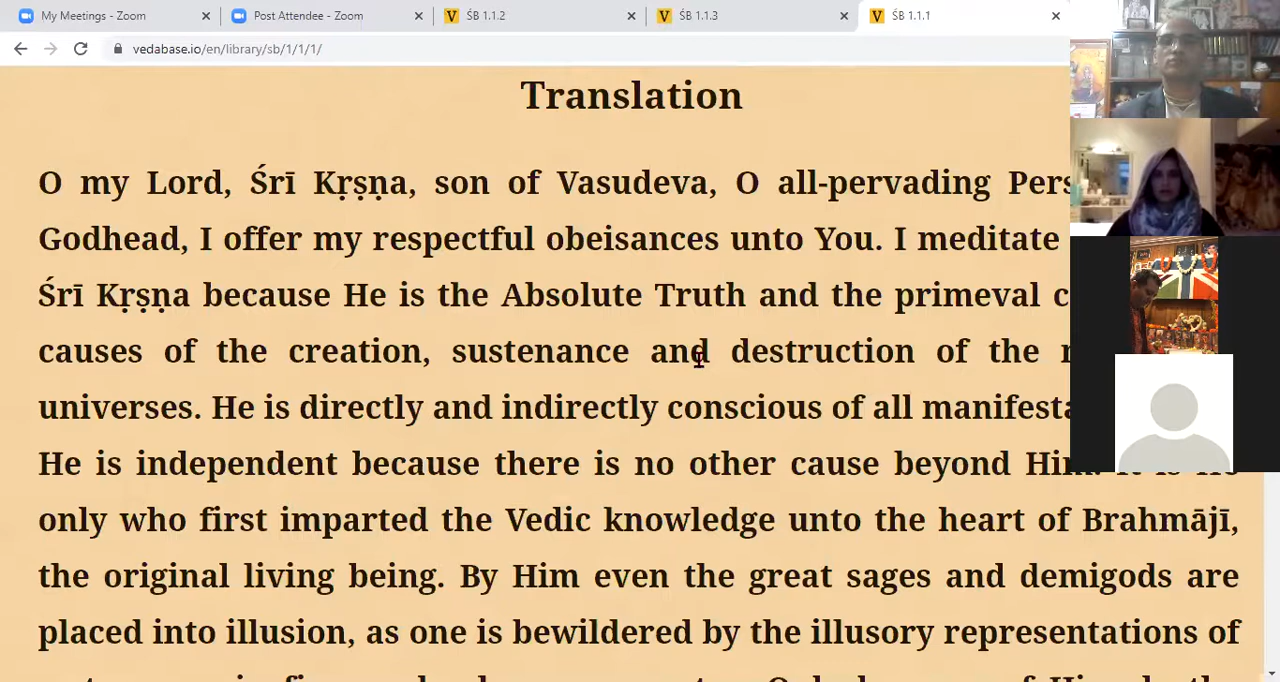 My Meetings - Zoom
Post Attendee - Zoom
V ŚB 1.1.2
V ŚB 1.1.3
V ŚB 1.1.1
vedabase.io/en/library/sb/1/1/1/
Translation
O my Lord, Śrī Kṛṣṇa, son of Vasudeva, O all-pervading
Godhead, I offer my respectful obeisances unto You. I meditate
Śrī Kṛṣṇa because He is the Absolute Truth and the primeval
causes of the creation, sustenance and destruction of the
universes. He is directly and indirectly conscious of all
He is independent because there is no other cause beyond
only who first imparted the Vedic knowledge unto the heart of Brahmājī,
the original living being. By Him even the great sages and demigods are
placed into illusion, as one is bewildered by the illusory representations of